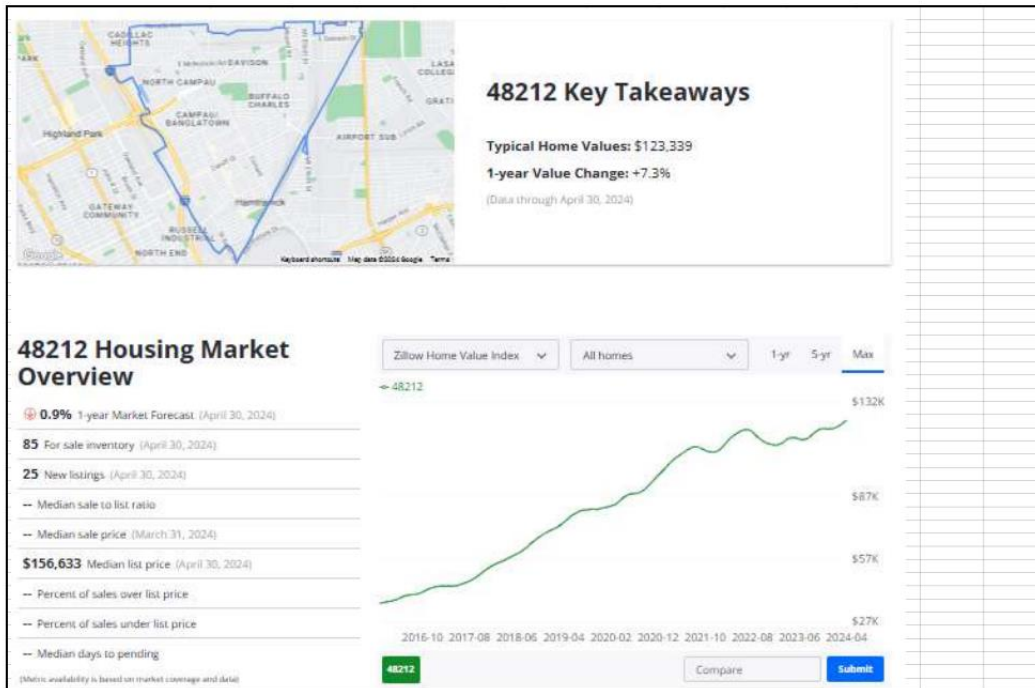 CADILLAC
HEIGHTS
DAVISON
NORTH CAMPAU
BUFFALO
CHARLES
CAMPAU/
BANGLATOWN
Highland Park
AIRPORT SUB
GATEWAY
COMMUNITY
Hamtramck
RUSSELL
INDUSTRIAL
NORTH END
Google
Keyboard shortcuts Map data ©2024 Google Terms
48212 Key Takeaways
Typical Home Values: $123,339
1-year Value Change: +7.3%
(Data through April 30, 2024)
48212 Housing Market
Overview
0.9% 1-year Market Forecast (April 30, 2024)
85 For sale inventory (April 30, 2024)
25 New listings (April 30, 2024)
-- Median sale to list ratio
-- Median sale price (March 31, 2024)
$156,633 Median list price (April 30, 2024)
-- Percent of sales over list price
-- Percent of sales under list price
-- Median days to pending
(Metric availability is based on market coverage and data)
Zillow Home Value Index All homes 1-yr 5-yr Max
48212
$132K
$87K
$57K
$27K
2016-10 2017-08 2018-06 2019-04 2020-02 2020-12 2021-10 2022-08 2023-06 2024-04
48212 Compare Submit